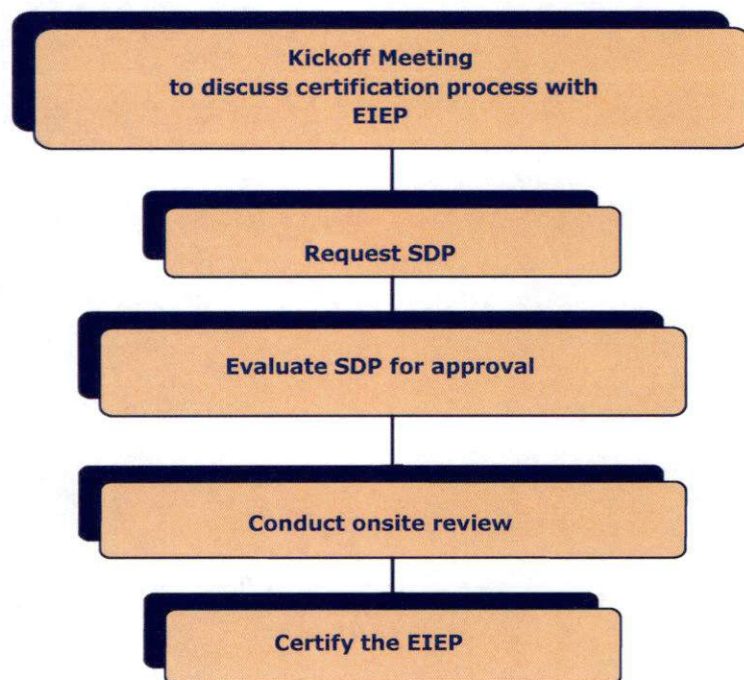 Kickoff Meeting
to discuss certification process with
EIEP
Request SDP
Evaluate SDP for approval
Conduct onsite review
Certify the EIEP